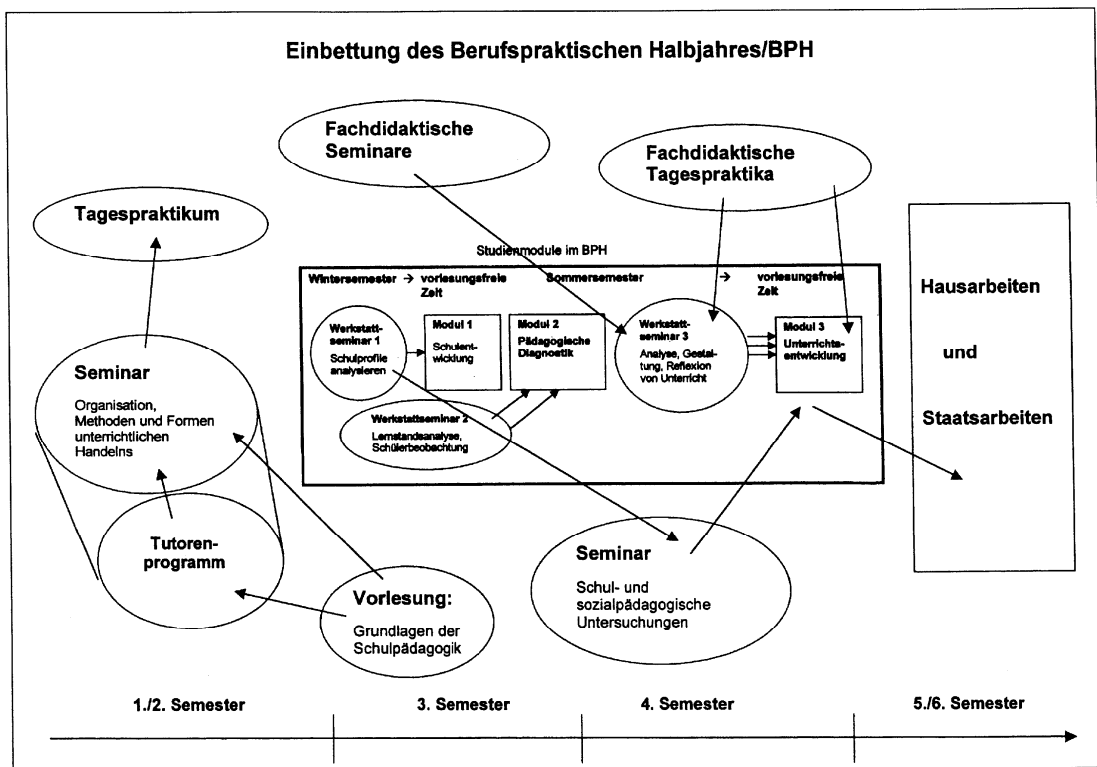 Einbettung des Berufspraktischen Halbjahres/BPH
Fachdidaktische
Seminare
Fachdidaktische
Tagespraktika
Tagespraktikum
Studienmodule im BPH
Wintersemester → vorlesungsfreie
Zeit
Sommersemester → vorlesungsfreie
Zeit
Werkstatt-
seminar 1
Schulprofile
analysieren
Modul 1
Schulent-
wicklung
Modul 2
Pädagogische
Diagnostik
Werkstattseminar 2
Lernstandsanalyse,
Schülerbeobachtung
Werkstatt-
seminar 3
Analyse, Gestal-
tung, Reflexion
von Unterricht
Modul 3
Unterrichts-
entwicklung
Hausarbeiten
und
Staatsarbeiten
Seminar
Organisation,
Methoden und Formen
unterrichtlichen
Handelns
Tutoren-
programm
Vorlesung:
Grundlagen der
Schulpädagogik
Seminar
Schul- und
sozialpädagogische
Untersuchungen
1./2. Semester
3. Semester
4. Semester
5./6. Semester